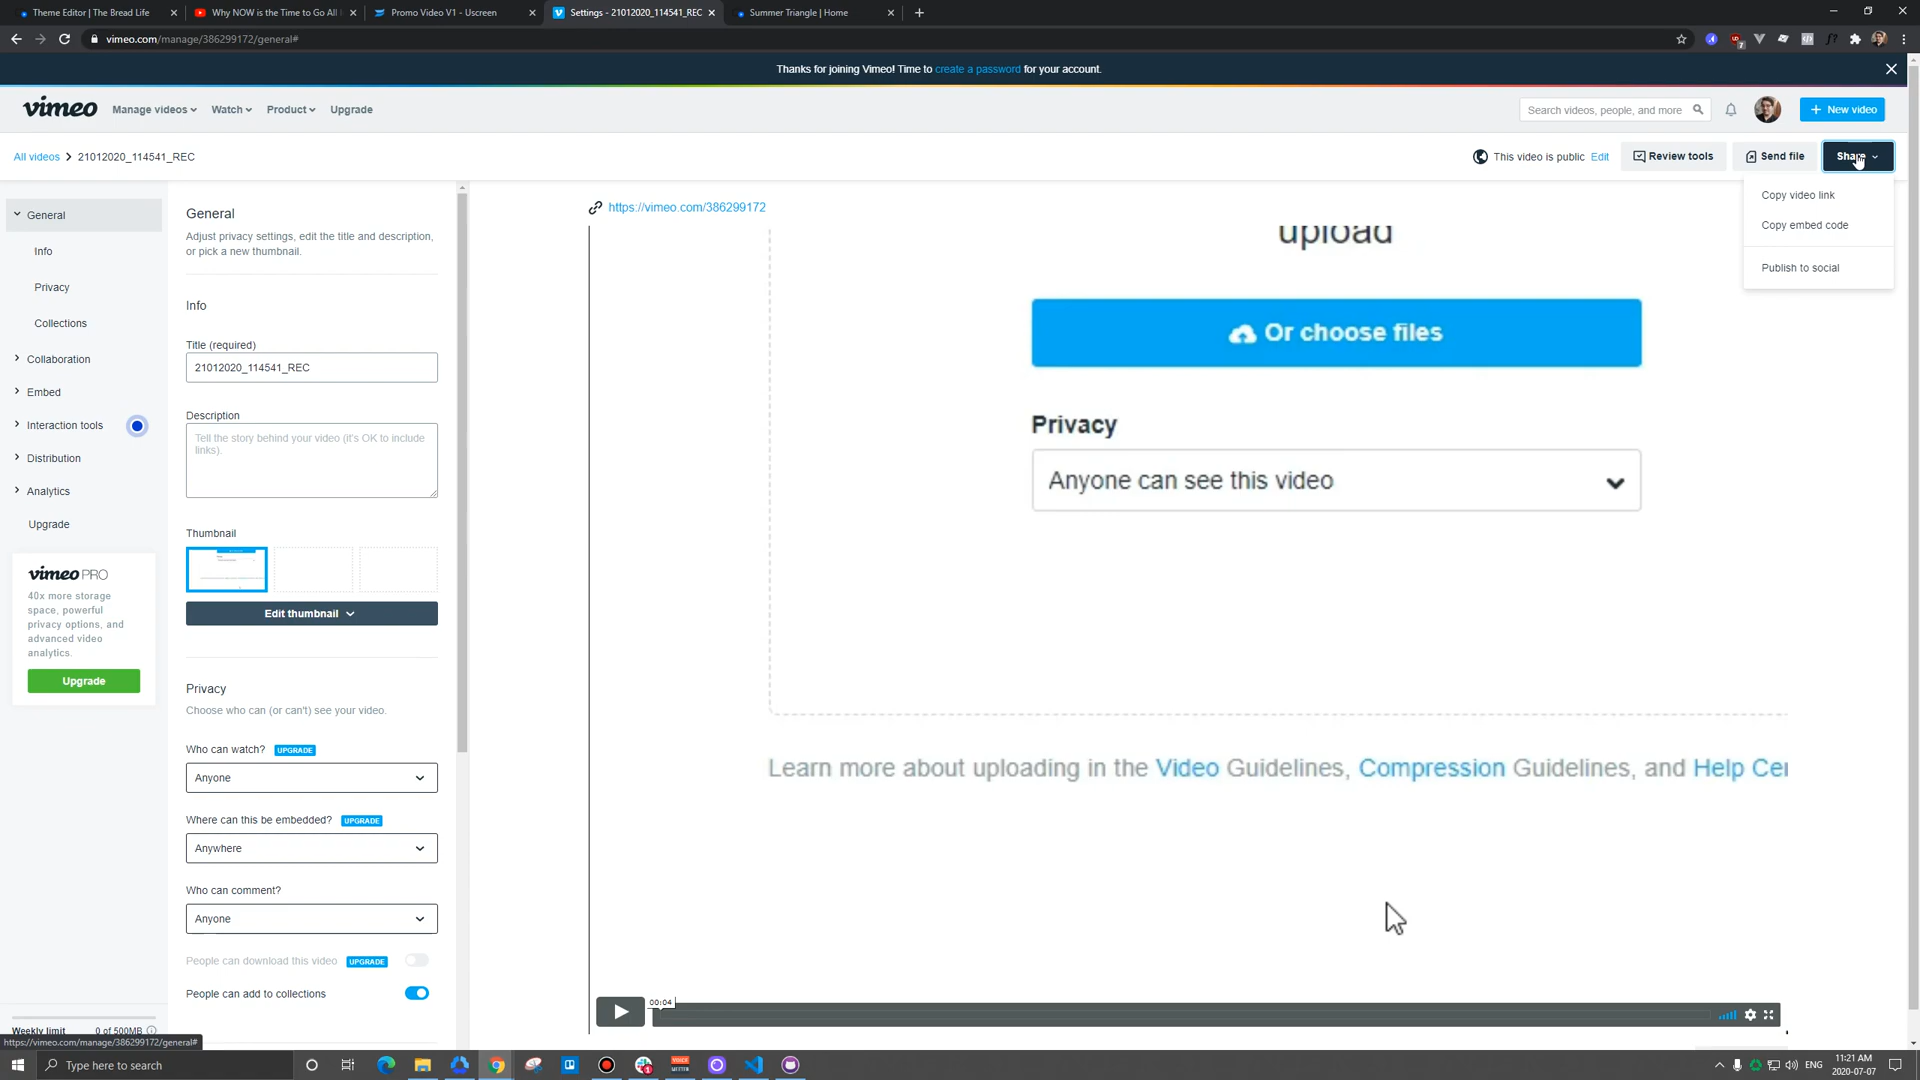 Theme Editor | The Bread Life
Why NOW is the Time to Go All
Promo Video V1 - Uscreen
Settings - 21012020_114541_REC
Summer Triangle | Home
vimeo.com/manage/386299172/general#
Thanks for joining Vimeo! Time to create a password for your account.
vimeo
Manage videos
Watch
Product
Upgrade
Search videos, people, and more
+ New video
All videos > 21012020_114541_REC
This video is public Edit
Review tools
Send file
Share
Copy video link
Copy embed code
Publish to social
General
Info
Privacy
Collections
Collaboration
Embed
Interaction tools
Distribution
Analytics
Upgrade
vimeo PRO
40x more storage
space, powerful
privacy options, and
advanced video
analytics.
Upgrade
Weekly limit 0 of 500MB
https://vimeo.com/manage/386299172/general#
General
Adjust privacy settings, edit the title and description,
or pick a new thumbnail.
Info
Title (required)
21012020_114541_REC
Description
Tell the story behind your video (it's OK to include
links).
Thumbnail
Edit thumbnail
Privacy
Choose who can (or can't) see your video.
Who can watch? UPGRADE
Anyone
Where can this be embedded? UPGRADE
Anywhere
Who can comment?
Anyone
People can download this video UPGRADE
People can add to collections
https://vimeo.com/386299172
upload
Or choose files
Privacy
Anyone can see this video
Learn more about uploading in the Video Guidelines, Compression Guidelines, and Help Cen
00:04
Type here to search
ENG
11:21 AM
2020-07-07